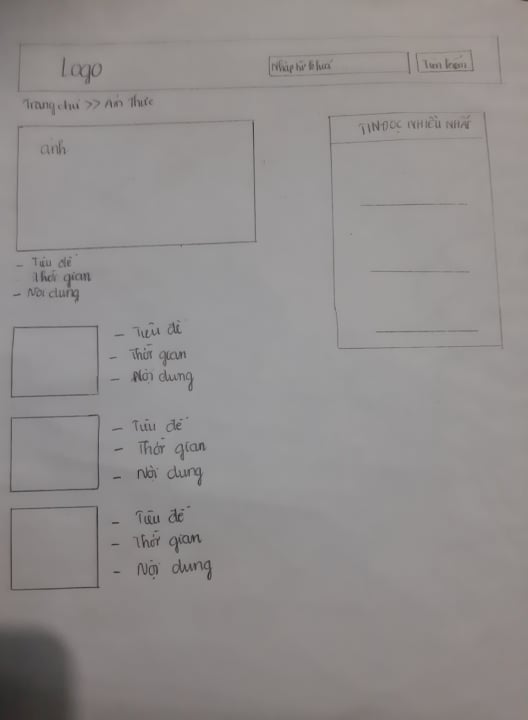 Logo
Nhập từ khoá
Tìm kiếm
Trang chủ >> Ẩm Thực
TIN ĐỌC NHIỀU NHẤT
ảnh
- Tiêu đề
Thời gian
- Nội dung
- Tiêu đề
- Thời gian
- Nội dung
- Tiêu đề
- Thời gian
- Nội dung
- Tiêu đề
- Thời gian
- Nội dung